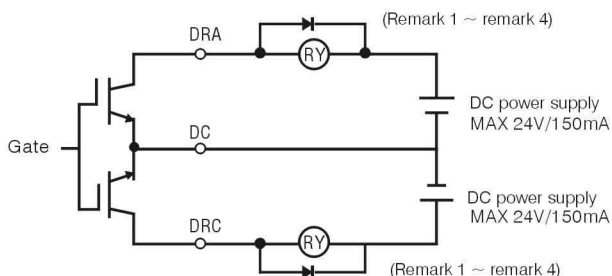 DRA
(Remark 1 ~ remark 4)
RY
DC power supply
MAX 24V/150mA
Gate
DC
DC power supply
MAX 24V/150mA
DRC
RY
(Remark 1 ~ remark 4)